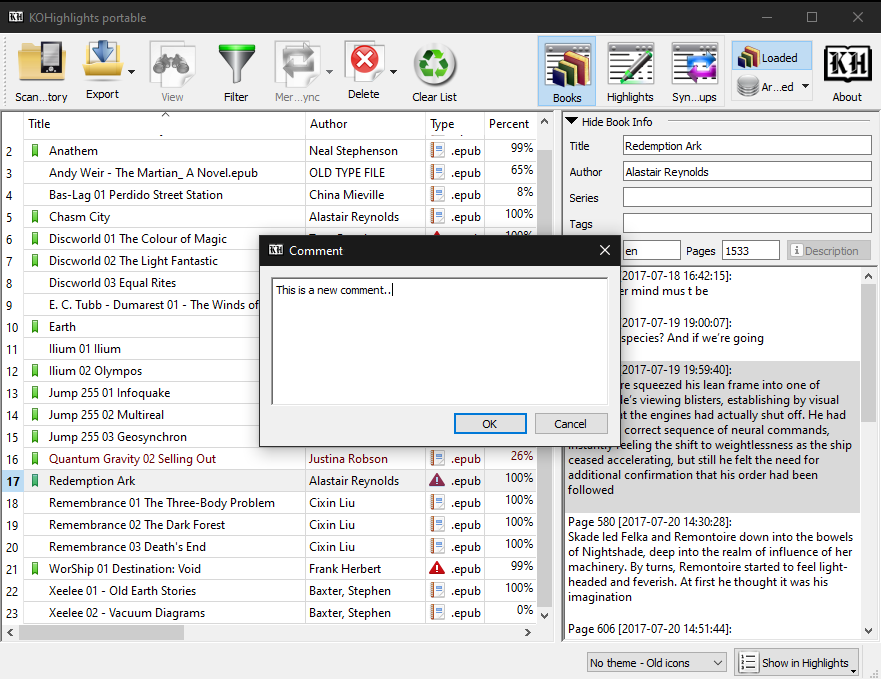 KH KOHighlights portable
Scan...tory
Export
View
Filter
Mer...ync
Delete
Clear List
Books
Highlights
Syn...ups
Loaded
Ar...ed
KH
About
Title Author Type Percent
2 Anathem Neal Stephenson .epub 99%
3 Andy Weir - The Martian_ A Novel.epub OLD TYPE FILE .epub 65%
4 Bas-Lag 01 Perdido Street Station China Mieville .epub 8%
5 Chasm City Alastair Reynolds .epub 100%
6 Discworld 01 The Colour of Magic
7 Discworld 02 The Light Fantastic
8 Discworld 03 Equal Rites
9 E. C. Tubb - Dumarest 01 - The Winds of
10 Earth
11 Ilium 01 Ilium
12 Ilium 02 Olympos
13 Jump 255 01 Infoquake
14 Jump 255 02 Multireal
15 Jump 255 03 Geosynchron
16 Quantum Gravity 02 Selling Out Justina Robson .epub 26%
17 Redemption Ark Alastair Reynolds .epub 100%
18 Remembrance 01 The Three-Body Problem Cixin Liu .epub 100%
19 Remembrance 02 The Dark Forest Cixin Liu .epub 100%
20 Remembrance 03 Death's End Cixin Liu .epub 100%
21 WorShip 01 Destination: Void Frank Herbert .epub 99%
22 Xeelee 01 - Old Earth Stories Baxter, Stephen .epub 100%
23 Xeelee 02 - Vacuum Diagrams Baxter, Stephen .epub 0%
KH Comment
This is a new comment..
OK Cancel
Hide Book Info
Title Redemption Ark
Author Alastair Reynolds
Series
Tags
en Pages 1533 Description
2017-07-18 16:42:15]:
er mind mus t be
2017-07-19 19:00:07]:
species? And if we're going
2017-07-19 19:59:40]:
re squeezed his lean frame into one of
le's viewing blisters, establishing by visual
t the engines had actually shut off. He had
correct sequence of neural commands,
instantly feeling the shift to weightlessness as the ship
ceased accelerating, but still he felt the need for
additional confirmation that his order had been
followed
Page 580 [2017-07-20 14:30:28]:
Skade led Felka and Remontoire down into the bowels
of Nightshade, deep into the realm of influence of her
machinery. By turns, Remontoire started to feel light-
headed and feverish. At first he thought it was his
imagination
Page 606 [2017-07-20 14:51:44]:
No theme - Old icons
Show in Highlights